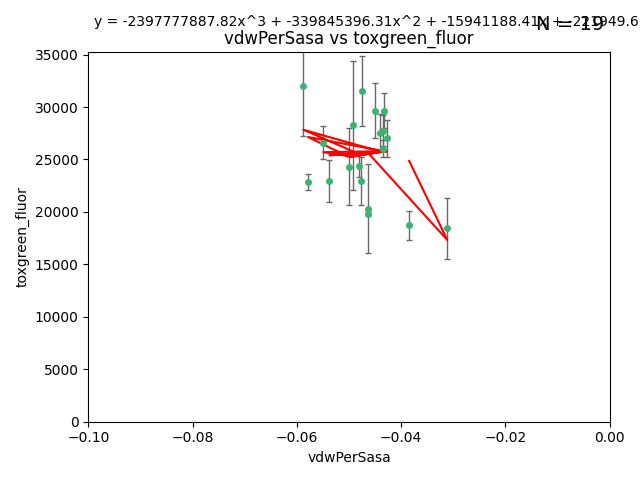 y = -2397777887.82x^3 + -339845396.31x^2 + -15941188.41x + -221949.6
N = 19
vdwPerSasa vs toxgreen_fluor
35000
30000
25000
20000
15000
10000
5000
0
toxgreen_fluor
−0.10 −0.08 −0.06 −0.04 −0.02 0.00
vdwPerSasa